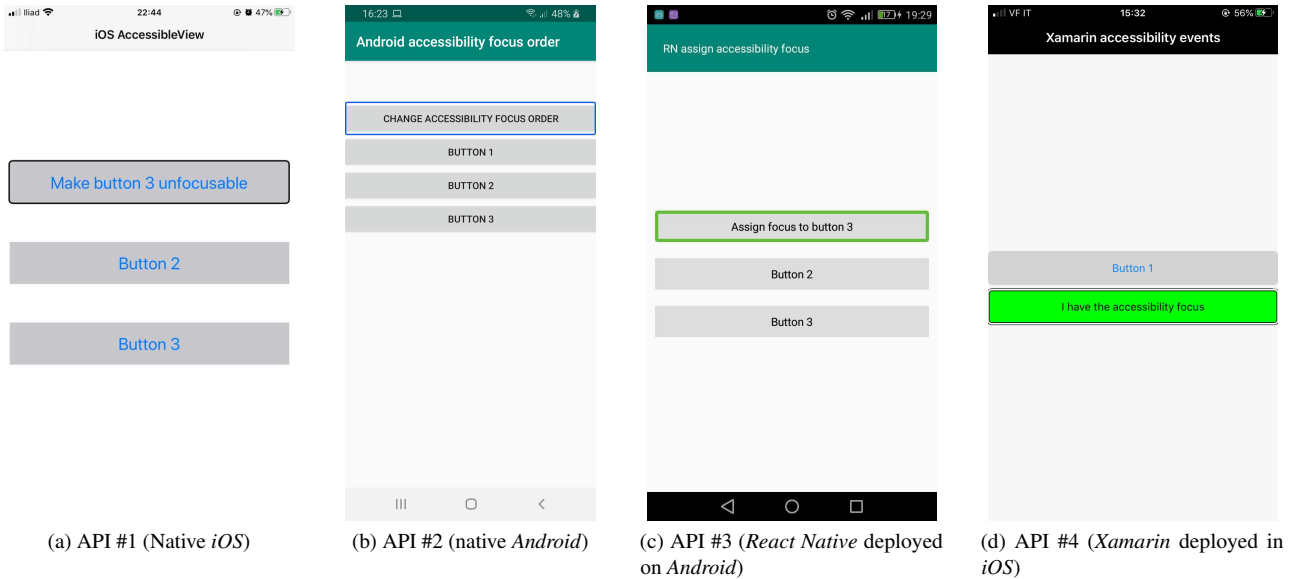 Iliad
22:44
47%
iOS AccessibleView
Make button 3 unfocusable
Button 2
Button 3
(a) API #1 (Native iOS)
16:23
48%
Android accessibility focus order
CHANGE ACCESSIBILITY FOCUS ORDER
BUTTON 1
BUTTON 2
BUTTON 3
(b) API #2 (native Android)
19:29
RN assign accessibility focus
Assign focus to button 3
Button 2
Button 3
(c) API #3 (React Native deployed
on Android)
VF IT
15:32
56%
Xamarin accessibility events
Button 1
I have the accessibility focus
(d) API #4 (Xamarin deployed in
iOS)